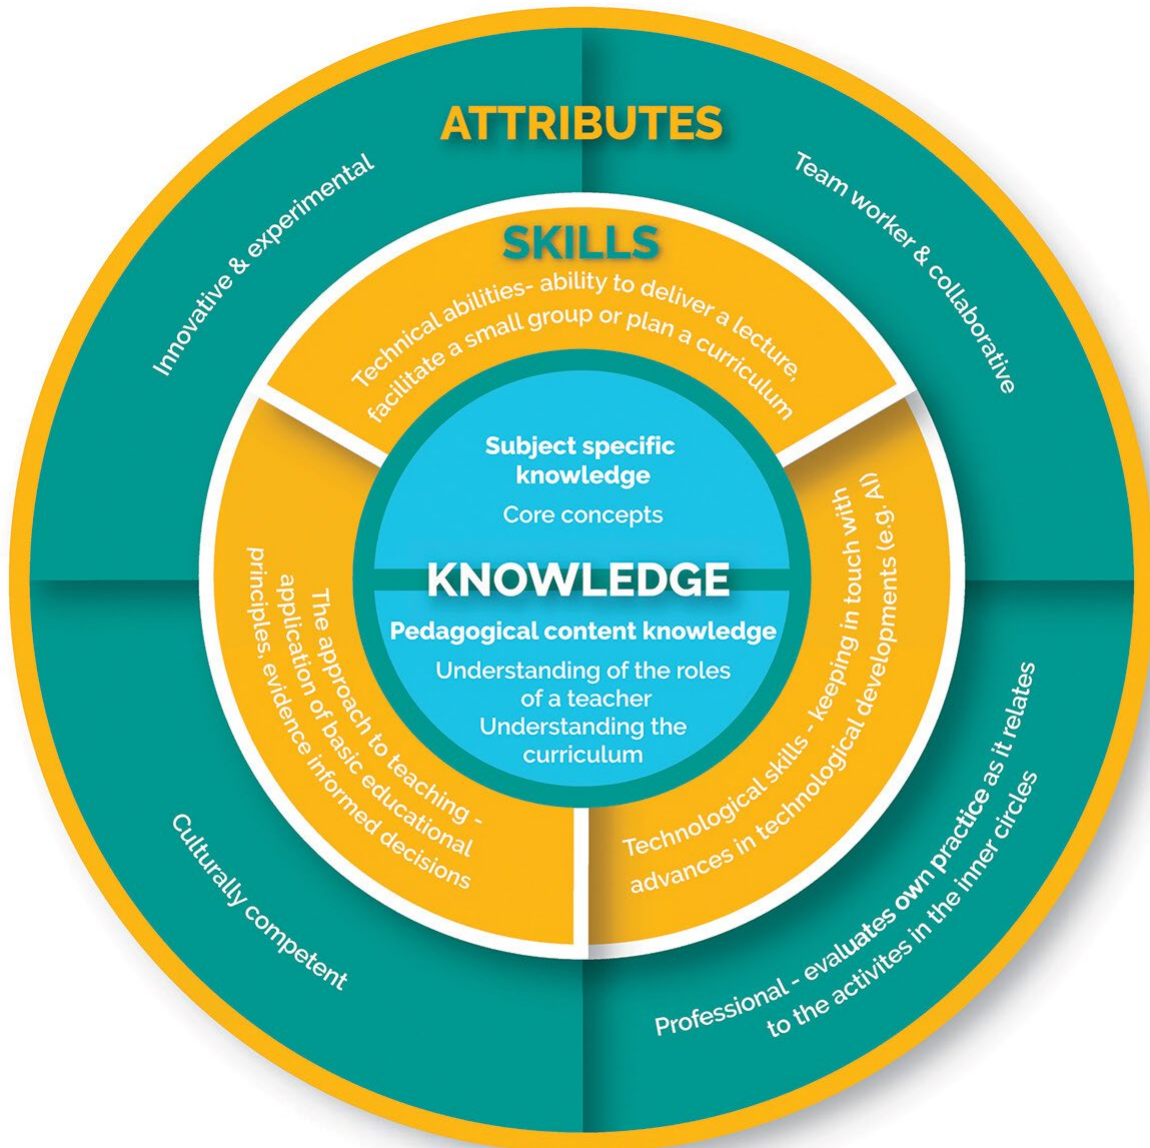 ATTRIBUTES
Innovative & experimental
Team worker & collaborative
SKILLS
Technical abilities- ability to deliver a lecture,
facilitate a small group or plan a curriculum
Subject specific
knowledge
Core concepts
KNOWLEDGE
Pedagogical content knowledge
Understanding of the roles
of a teacher
Understanding the
curriculum
The approach to teaching -
application of basic educational
principles, evidence informed decisions
Technological skills - keeping in touch with
advances in technological developments (e.g. AI)
Culturally competent
Professional - evaluates own practice as it relates
to the activites in the inner circles